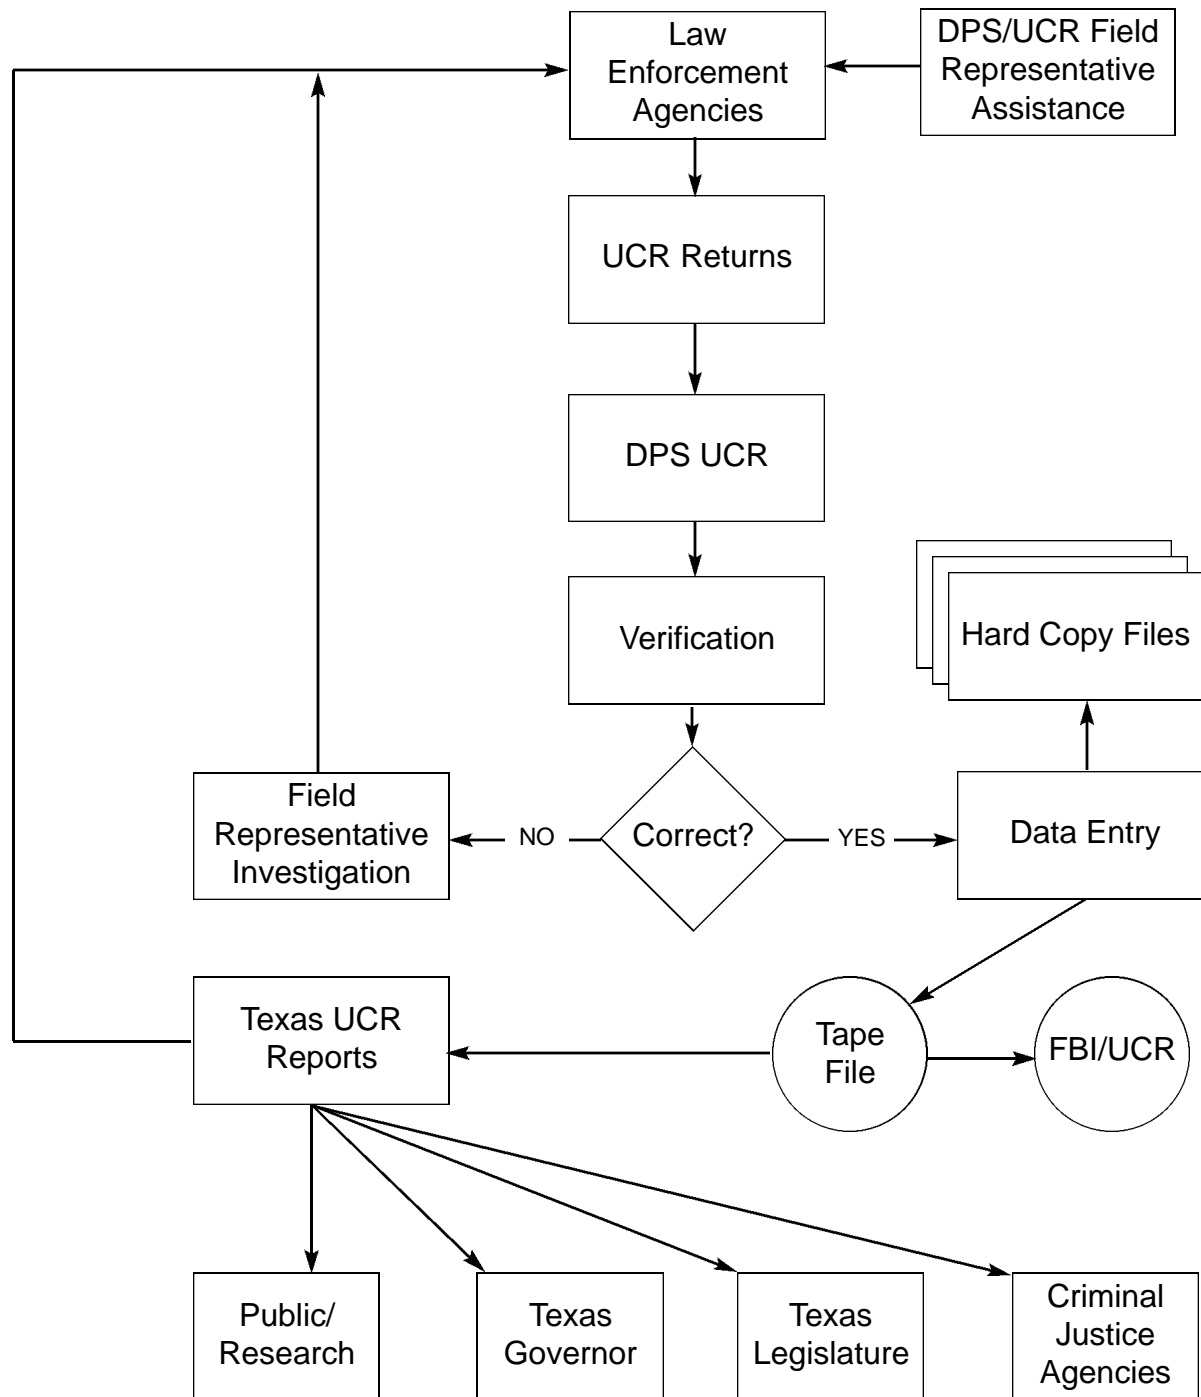 Law
Enforcement
Agencies
DPS/UCR Field
Representative
Assistance
UCR Returns
DPS UCR
Verification
Hard Copy Files
Field
Representative
Investigation
NO
Correct?
YES
Data Entry
Texas UCR
Reports
Tape
File
FBI/UCR
Public/
Research
Texas
Governor
Texas
Legislature
Criminal
Justice
Agencies